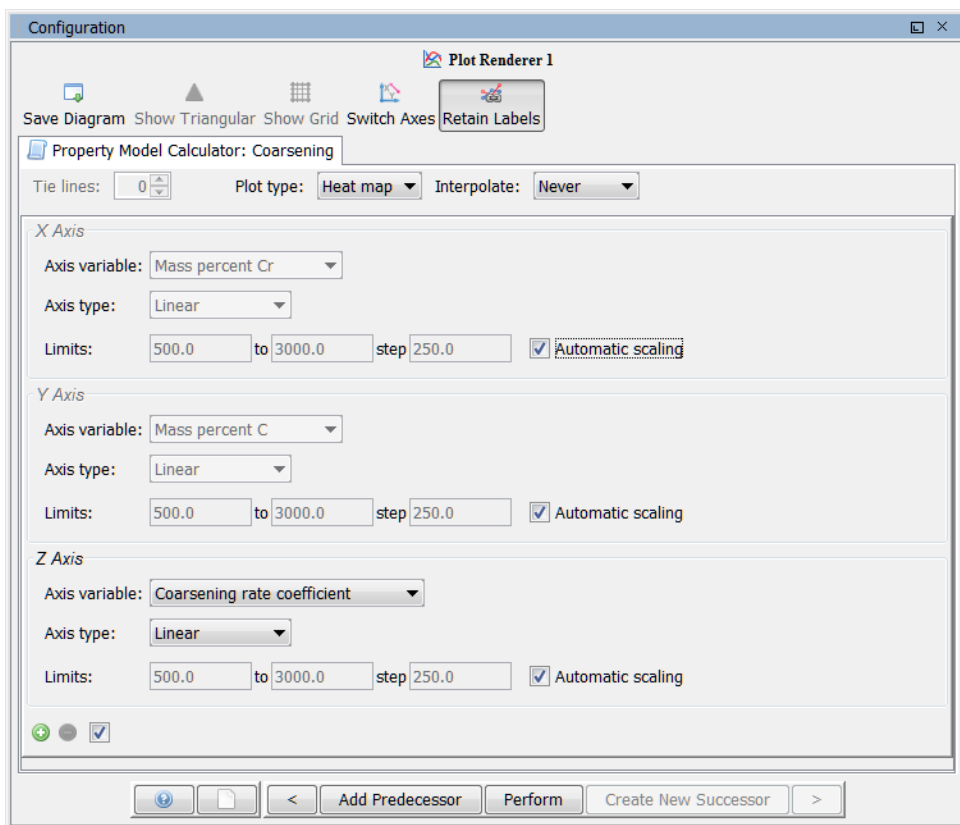 Configuration
Plot Renderer 1
Save Diagram Show Triangular Show Grid Switch Axes Retain Labels
Property Model Calculator: Coarsening
Tie lines: 0 Plot type: Heat map Interpolate: Never
X Axis
Axis variable: Mass percent Cr
Axis type: Linear
Limits: 500.0 to 3000.0 step 250.0 Automatic scaling
Y Axis
Axis variable: Mass percent C
Axis type: Linear
Limits: 500.0 to 3000.0 step 250.0 Automatic scaling
Z Axis
Axis variable: Coarsening rate coefficient
Axis type: Linear
Limits: 500.0 to 3000.0 step 250.0 Automatic scaling
? < Add Predecessor Perform Create New Successor >